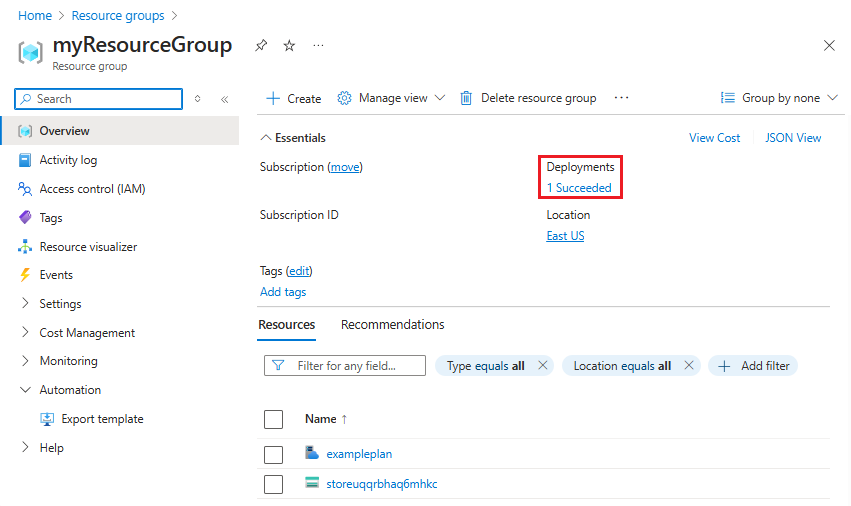 Home > Resource groups >
myResourceGroup
Resource group
Search
Overview
Activity log
Access control (IAM)
Tags
Resource visualizer
Events
Settings
Cost Management
Monitoring
Automation
Export template
Help
Create Manage view Delete resource group ... Group by none
Essentials View Cost JSON View
Subscription (move) Deployments
1 Succeeded
Subscription ID Location
East US
Tags (edit)
Add tags
Resources Recommendations
Filter for any field... Type equals all Location equals all Add filter
Name ↑
exampleplan
storeuqqrbhaq6mhkc